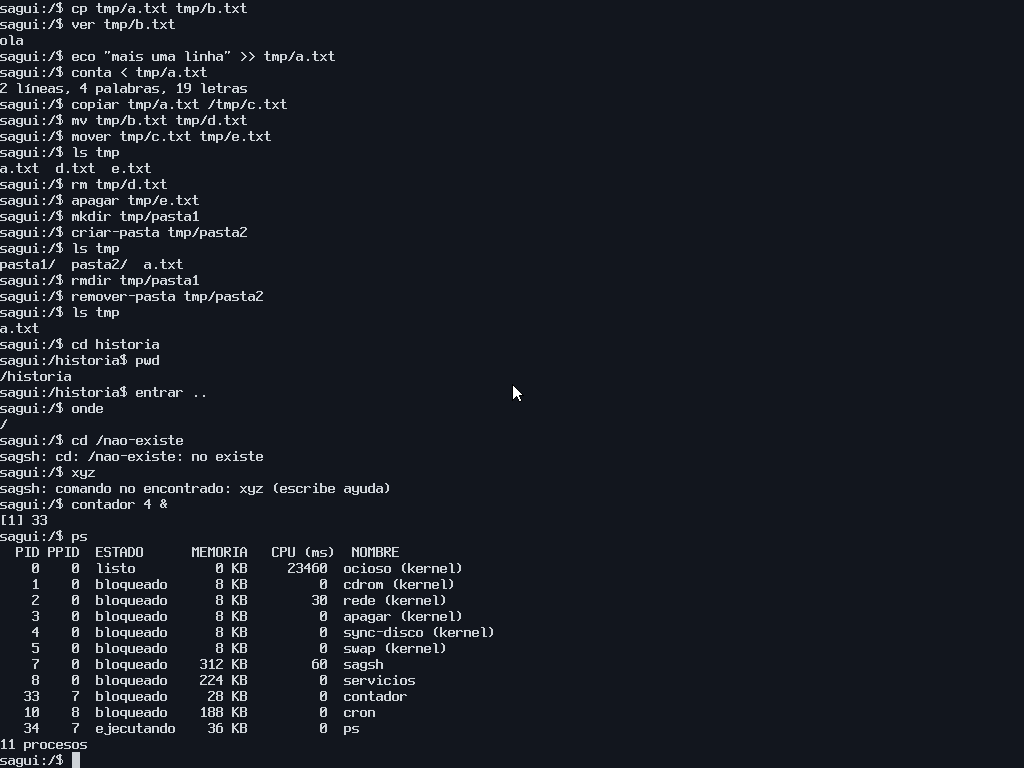 sagui:/$ cp tmp/a.txt tmp/b.txt
sagui:/$ ver tmp/b.txt
ola
sagui:/$ eco "mais uma linha" >> tmp/a.txt
sagui:/$ conta < tmp/a.txt
2 líneas, 4 palabras, 19 letras
sagui:/$ copiar tmp/a.txt /tmp/c.txt
sagui:/$ mv tmp/b.txt tmp/d.txt
sagui:/$ mover tmp/c.txt tmp/e.txt
sagui:/$ ls tmp
a.txt  d.txt  e.txt
sagui:/$ rm tmp/d.txt
sagui:/$ apagar tmp/e.txt
sagui:/$ mkdir tmp/pasta1
sagui:/$ criar-pasta tmp/pasta2
sagui:/$ ls tmp
pasta1/  pasta2/  a.txt
sagui:/$ rmdir tmp/pasta1
sagui:/$ remover-pasta tmp/pasta2
sagui:/$ ls tmp
a.txt
sagui:/$ cd historia
sagui:/historia$ pwd
/historia
sagui:/historia$ entrar ..
sagui:/$ onde
/
sagui:/$ cd /nao-existe
sagsh: cd: /nao-existe: no existe
sagui:/$ xyz
sagsh: comando no encontrado: xyz (escribe ayuda)
sagui:/$ contador 4 &
[1] 33
sagui:/$ ps
  PID PPID  ESTADO      MEMORIA   CPU (ms)  NOMBRE
    0    0  listo          0 KB      23460  ocioso (kernel)
    1    0  bloqueado      8 KB          0  cdrom (kernel)
    2    0  bloqueado      8 KB         30  rede (kernel)
    3    0  bloqueado      8 KB          0  apagar (kernel)
    4    0  bloqueado      8 KB          0  sync-disco (kernel)
    5    0  bloqueado      8 KB          0  swap (kernel)
    7    0  bloqueado    312 KB         60  sagsh
    8    0  bloqueado    224 KB          0  servicios
   33    7  bloqueado     28 KB          0  contador
   10    8  bloqueado    188 KB          0  cron
   34    7  ejecutando    36 KB          0  ps
11 procesos
sagui:/$